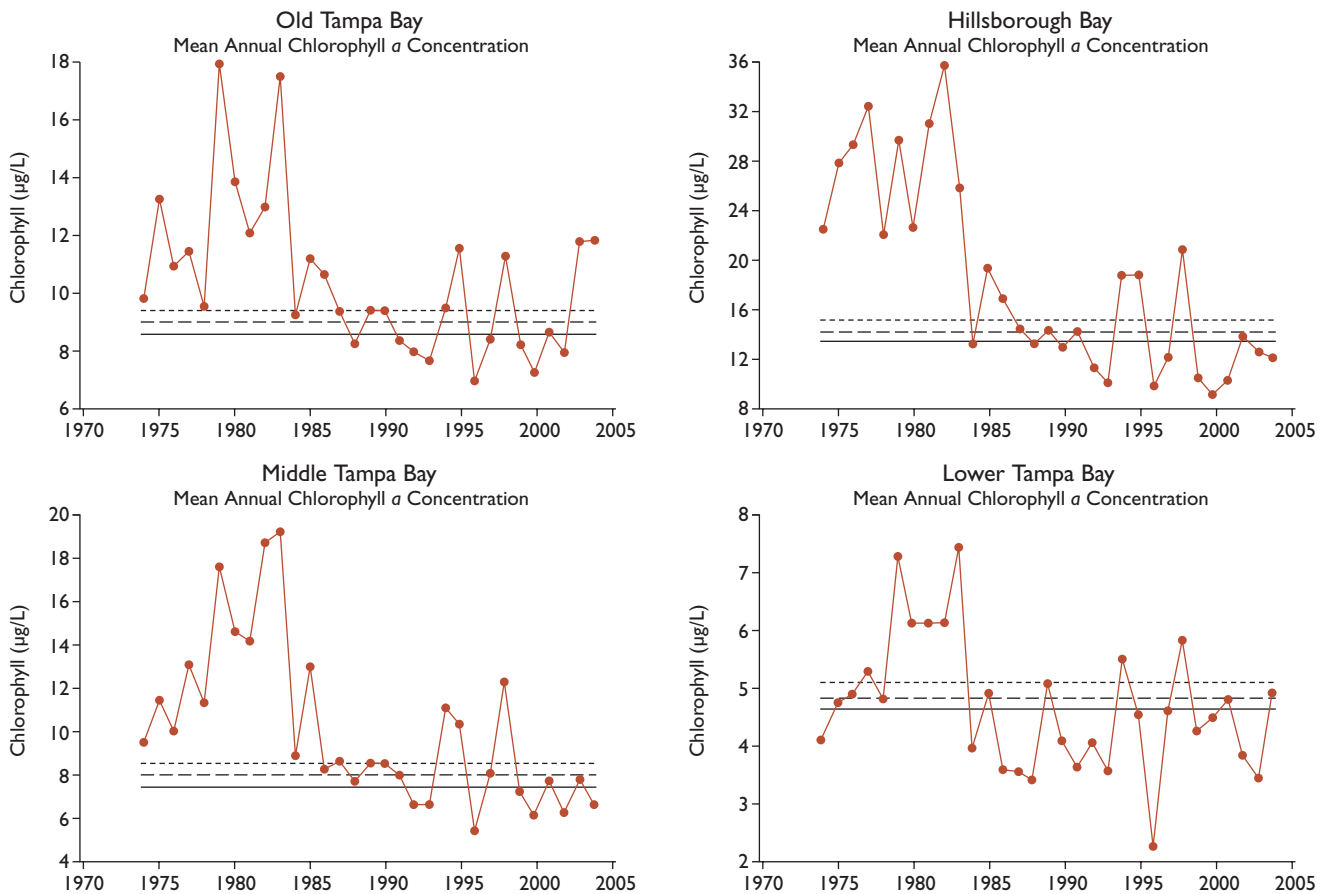 Old Tampa Bay
Mean Annual Chlorophyll a Concentration
Chlorophyll (µg/L)
18
16
14
12
10
8
6
1970 1975 1980 1985 1990 1995 2000 2005
Hillsborough Bay
Mean Annual Chlorophyll a Concentration
Chlorophyll (µg/L)
36
32
28
24
20
16
12
8
1970 1975 1980 1985 1990 1995 2000 2005
Middle Tampa Bay
Mean Annual Chlorophyll a Concentration
Chlorophyll (µg/L)
20
18
16
14
12
10
8
6
4
1970 1975 1980 1985 1990 1995 2000 2005
Lower Tampa Bay
Mean Annual Chlorophyll a Concentration
Chlorophyll (µg/L)
8
7
6
5
4
3
2
1970 1975 1980 1985 1990 1995 2000 2005